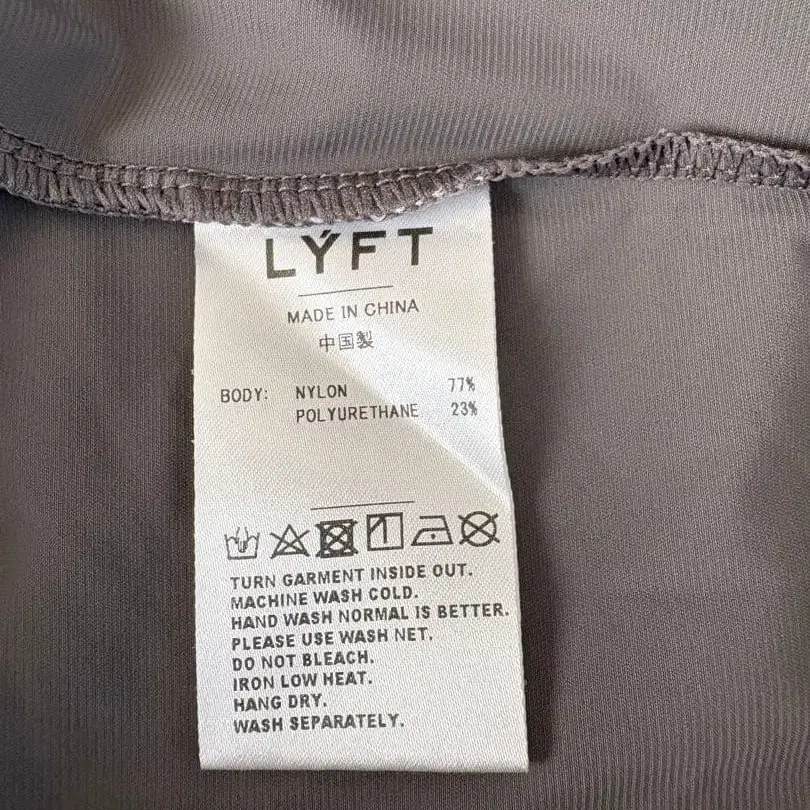 LÝFT
MADE IN CHINA
中国製
BODY: NYLON 77%
POLYURETHANE 23%
TURN GARMENT INSIDE OUT.
MACHINE WASH COLD.
HAND WASH NORMAL IS BETTER.
PLEASE USE WASH NET.
DO NOT BLEACH.
IRON LOW HEAT.
HANG DRY.
WASH SEPARATELY.